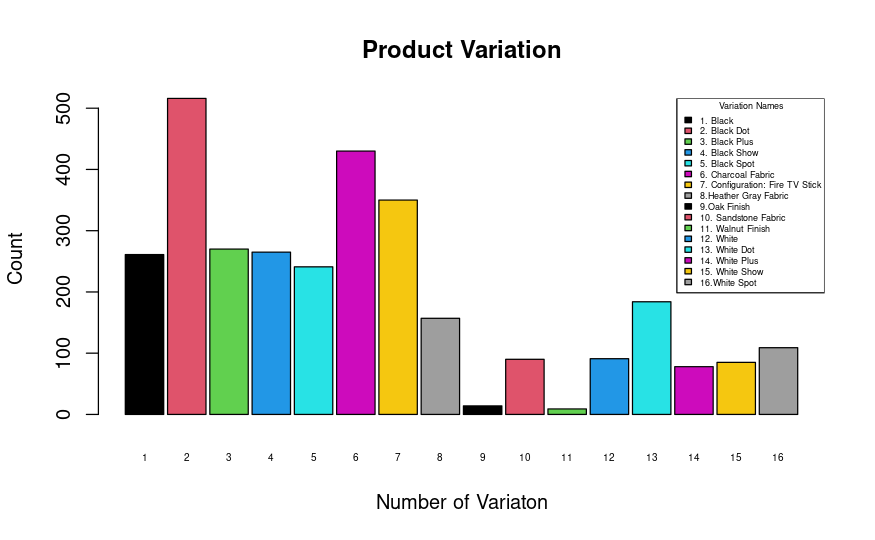 Product Variation
Count
500
400
300
200
100
0
Variation Names
1. Black
2. Black Dot
3. Black Plus
4. Black Show
5. Black Spot
6. Charcoal Fabric
7. Configuration: Fire TV Stick
8.Heather Gray Fabric
9.Oak Finish
10. Sandstone Fabric
11. Walnut Finish
12. White
13. White Dot
14. White Plus
15. White Show
16.White Spot
1 2 3 4 5 6 7 8 9 10 11 12 13 14 15 16
Number of Variaton